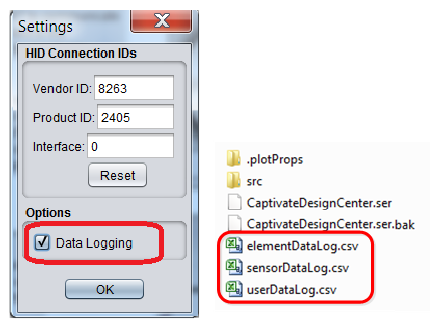 Settings
HID Connection IDs
Vendor ID: 8263
Product ID: 2405
Interface: 0
Reset
Options
Data Logging
OK
.plotProps
src
CaptivateDesignCenter.ser
CaptivateDesignCenter.ser.bak
elementDataLog.csv
sensorDataLog.csv
userDataLog.csv